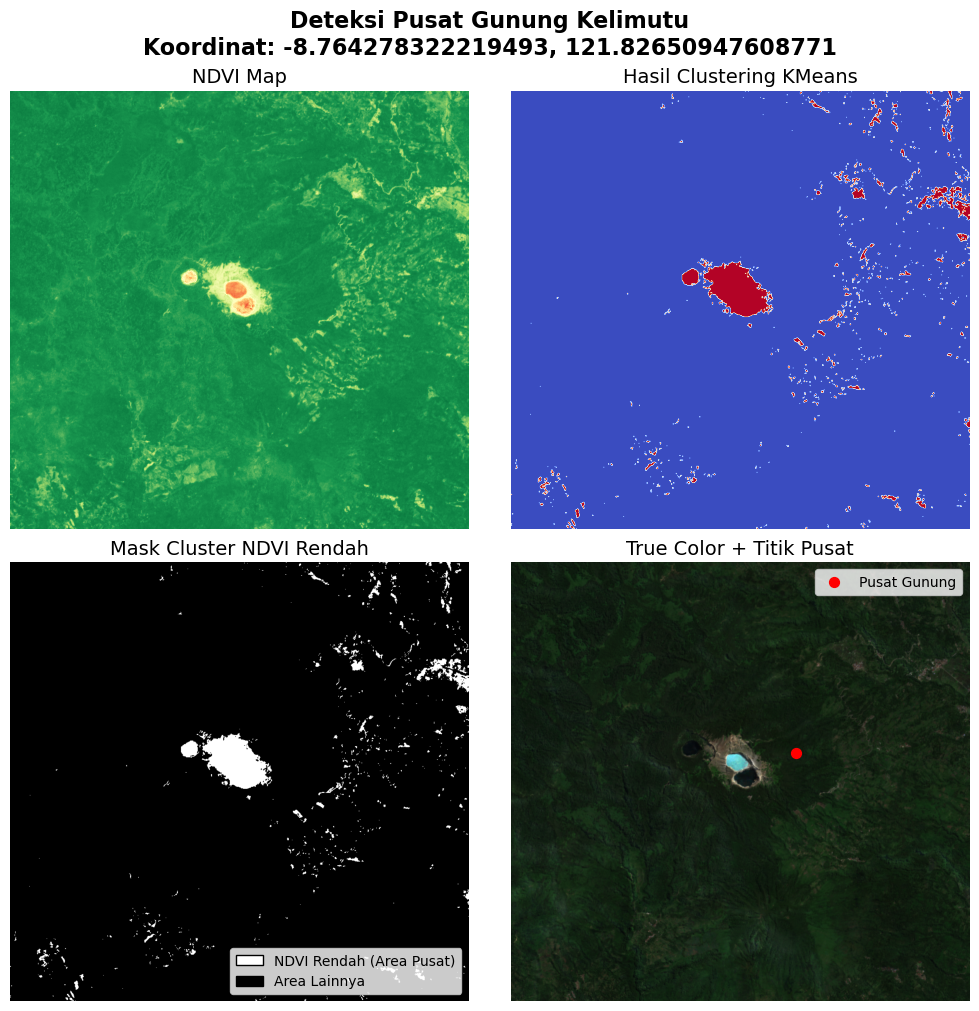 Deteksi Pusat Gunung Kelimutu
Koordinat: -8.764278322219493, 121.82650947608771
NDVI Map
Hasil Clustering KMeans
Mask Cluster NDVI Rendah
True Color + Titik Pusat
Pusat Gunung
NDVI Rendah (Area Pusat)
Area Lainnya